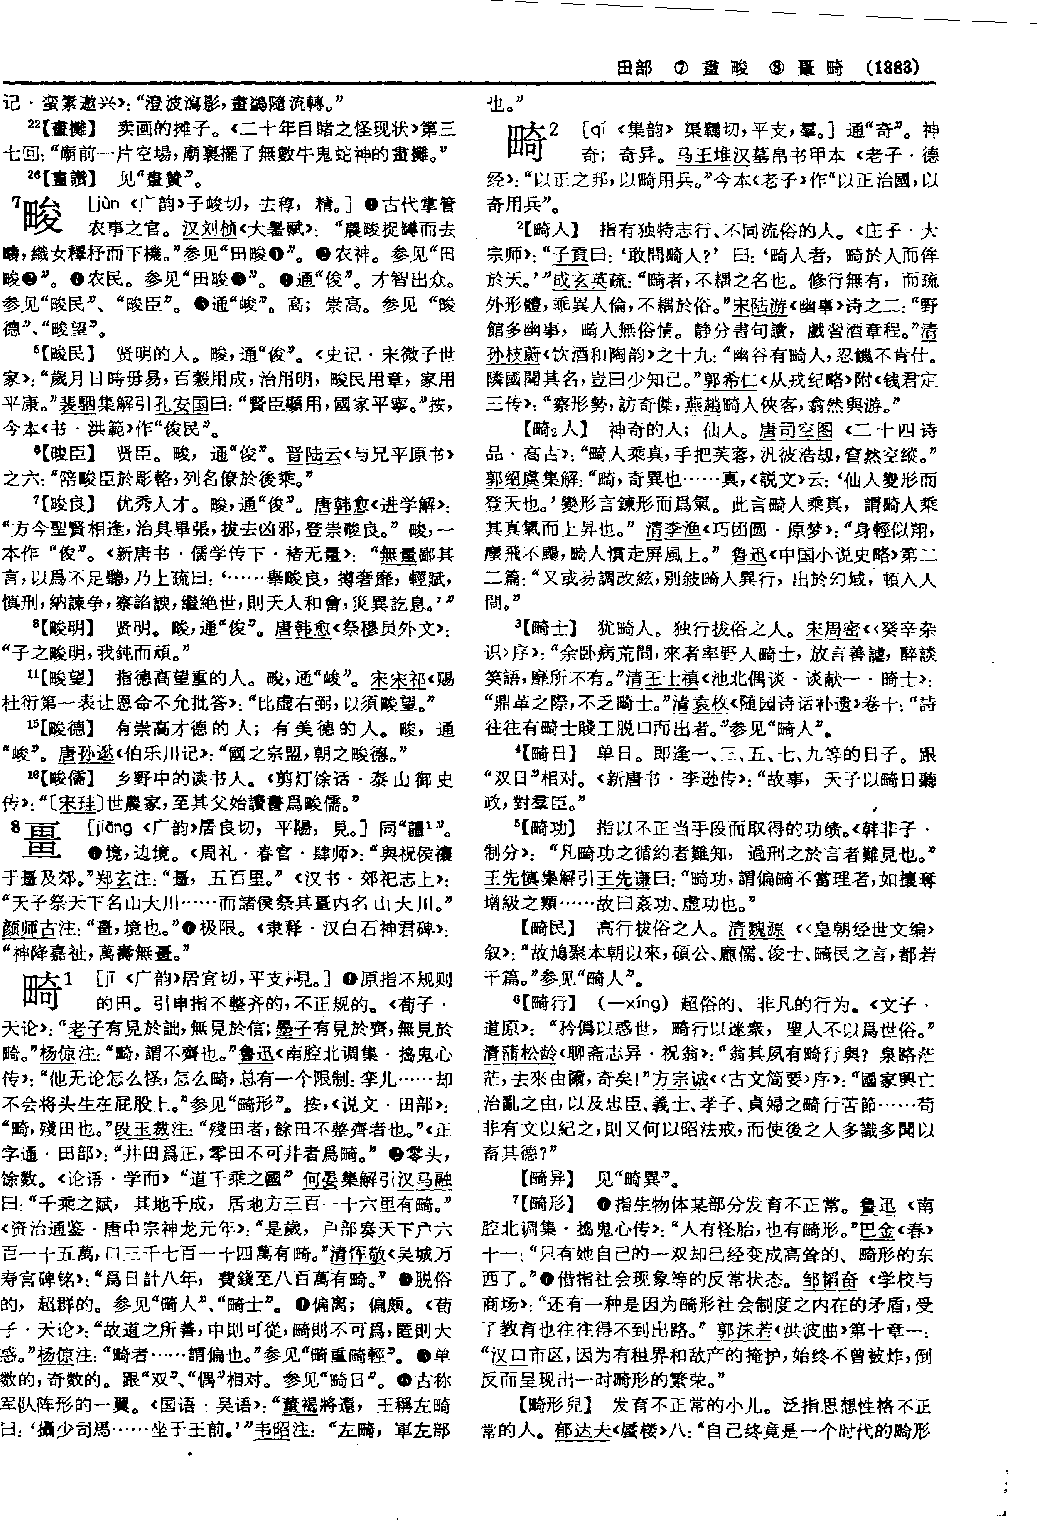 田部 ⑦ 畫 畯 ⑧ 畺 畸 (1383)
记·蛮素遨兴》：“澄波瀉影，畫鷁隨流轉。”
²²【畫攤】 卖画的摊子。《二十年目睹之怪现状》第三
七回：“廟前一片空場，廟裏擺了無數牛鬼蛇神的畫攤。”
²⁶【畫讚】 见“畫贊”。
⁷畯 [jùn 《广韵》子峻切，去稕，精。]❶古代掌管
农事之官。汉刘桢《大暑赋》：“農畯捉鎛而去
疇，織女釋杼而下機。”参见“田畯❶”。❷农神。参见“田
畯❷”。❸农民。参见“田畯❸”。❹通“俊”。才智出众。
参见“畯民”、“畯臣”。❺通“峻”。高；崇高。参见“畯
德”、“畯望”。
⁵【畯民】 贤明的人。畯，通“俊”。《史记·宋微子世
家》：“歲月日時毋易，百穀用成，治用明，畯民用章，家用
平康。”裴駰集解引孔安国曰：“賢臣顯用，國家平寧。”按，
今本《书·洪範》作“俊民”。
⁶【畯臣】 贤臣。畯，通“俊”。晋陆云《与兄平原书》
之六：“陪畯臣於彫輅，列名僚於後乘。”
⁷【畯良】 优秀人才。畯，通“俊”。唐韩愈《进学解》：
“方今聖賢相逢，治具畢張，拔去凶邪，登崇畯良。”畯，一
本作“俊”。《新唐书·儒学传下·褚无量》：“無量鄙其
言，以爲不足聽，乃上疏曰：‘……舉畯良，撙奢靡，輕賦，
慎刑，納諫争，察諂諛，繼絶世，則天人和會，災異訖息。’”
⁸【畯明】 贤明。畯，通“俊”。唐韩愈《祭穆员外文》：
“子之畯明，我鈍而頑。”
¹¹【畯望】 指德高望重的人。畯，通“峻”。宋宋祁《赐
杜衍第一表让恩命不允批答》：“比虚右弼，以須畯望。”
¹⁵【畯德】 有崇高才德的人；有美德的人。畯，通
“峻”。唐孙逖《伯乐川记》：“國之宗盟，朝之畯德。”
¹⁶【畯儒】 乡野中的读书人。《剪灯馀话·泰山御史
传》：“〔宋珪〕世農家，至其父始讀書爲畯儒。”
⁸畺 [jiāng 《广韵》居良切，平陽，見。]同“疆¹”。
❶境，边境。《周礼·春官·肆师》：“與祝侯禳
于畺及郊。”郑玄注：“畺，五百里。”《汉书·郊祀志上》：
“天子祭天下名山大川……而諸侯祭其畺内名山大川。”
颜师古注：“畺，境也。”❷极限。《隶释·汉白石神君碑》：
“神降嘉祉，萬壽無畺。”
畸¹ [jī 《广韵》居宜切，平支，見。]❶原指不规则
的田。引申指不整齐的，不正规的。《荀子·
天论》：“老子有見於詘，無見於信；墨子有見於齊，無見於
畸。”杨倞注：“畸，謂不齊也。”鲁迅《南腔北调集·捣鬼心
传》：“他无论怎么怪，怎么畸，总有一个限制：孪儿……却
不会将头生在屁股上。”参见“畸形”。按，《说文·田部》：
“畸，殘田也。”段玉裁注：“殘田者，餘田不整齊者也。”《正
字通·田部》：“井田爲正，零田不可井者爲畸。”❷零头，
馀数。《论语·学而》“道千乘之國”何晏集解引汉马融
曰：“千乘之赋，其地千成，居地方三百一十六里有畸。”
《资治通鉴·唐中宗神龙元年》：“是歲，户部奏天下户六
百一十五萬，口三千七百一十四萬有畸。”清恽敬《吴城万
寿宫碑铭》：“爲日計八年，費錢至八百萬有畸。”❸脱俗
的，超群的。参见“畸人”、“畸士”。❹偏离；偏颇。《荀
子·天论》：“故道之所善，中則可從，畸則不可爲，匿則大
惑。”杨倞注：“畸者……謂偏也。”参见“畸重畸輕”。❺单
数的，奇数的。跟“双”、“偶”相对。参见“畸日”。❻古称
军队阵形的一翼。《国语·吴语》：“董褐將還，王稱左畸
曰：‘攝少司馬……坐于王前。’”韦昭注：“左畸，軍左部
也。”
畸² [qí 《集韵》渠羈切，平支，羣。]通“奇”。神
奇；奇异。马王堆汉墓帛书甲本《老子·德
经》：“以正之邦，以畸用兵。”今本《老子》作“以正治國，以
奇用兵”。
²【畸人】 指有独特志行、不同流俗的人。《庄子·大
宗师》：“子貢曰：‘敢問畸人？’曰：‘畸人者，畸於人而侔
於天。’”成玄英疏：“畸者，不耦之名也。修行無有，而疏
外形體，乖異人倫，不耦於俗。”宋陆游《幽事》诗之二：“野
館多幽事，畸人無俗情。静分書句讀，戲習酒章程。”清
孙枝蔚《饮酒和陶韵》之十九：“幽谷有畸人，忍饑不肯仕。
隣國聞其名，豈曰少知己。”郭希仁《从戎纪略》附《钱君定
三传》：“察形勢，訪奇傑，燕趙畸人俠客，翕然與游。”
【畸₂人】 神奇的人；仙人。唐司空图《二十四诗
品·高古》：“畸人乘真，手把芙蓉，汎彼浩劫，窅然空縱。”
郭绍虞集解：“畸，奇異也……真，《説文》云：‘仙人變形而
登天也。’變形言鍊形而爲氣。此言畸人乘真，謂畸人乘
其真氣而上昇也。”清李渔《巧团圆·原梦》：“身輕似翔，
塵飛不颺，畸人慣走屏風上。”鲁迅《中国小说史略》第二
二篇：“又或易調改絃，别敘畸人異行，出於幻域，頓入人
間。”
³【畸士】 犹畸人。独行拔俗之人。宋周密《〈癸辛杂
识〉序》：“余卧病荒間，來者率野人畸士，放言善謔，醉談
笑語，靡所不有。”清王士禛《池北偶谈·谈献一·畸士》：
“鼎革之際，不乏畸士。”清袁枚《随园诗话补遗》卷十：“詩
往往有畸士賤工脱口而出者。”参见“畸人”。
⁴【畸日】 单日。即逢一、三、五、七、九等的日子。跟
“双日”相对。《新唐书·李逊传》：“故事，天子以畸日聽
政，對羣臣。”
⁵【畸功】 指以不正当手段而取得的功绩。《韩非子·
制分》：“凡畸功之循約者難知，過刑之於言者難見也。”
王先慎集解引王先谦曰：“畸功，謂偏畸不當理者，如攘奪
增級之類……故曰姦功、虚功也。”
【畸民】 高行拔俗之人。清魏源《〈皇朝经世文编〉
叙》：“故鳩聚本朝以來，碩公、龐儒、俊士、畸民之言，都若
干篇。”参见“畸人”。
⁶【畸行】 （—xíng）超俗的、非凡的行为。《文子·
道原》：“矜僞以惑世，畸行以迷衆，聖人不以爲世俗。”
清蒲松龄《聊斋志异·祝翁》：“翁其夙有畸行與？泉路茫
茫，去來由爾，奇矣！”方宗诚《〈古文简要〉序》：“國家興亡
治亂之由，以及忠臣、義士、孝子、貞婦之畸行苦節……苟
非有文以紀之，則又何以昭法戒，而使後之人多識多聞以
畜其德？”
【畸异】 见“畸異”。
⁷【畸形】 ❶指生物体某部分发育不正常。鲁迅《南
腔北调集·捣鬼心传》：“人有怪胎，也有畸形。”巴金《春》
十一：“只有她自己的一双却已经变成高耸的、畸形的东
西了。”❷借指社会现象等的反常状态。邹韬奋《学校与
商场》：“还有一种是因为畸形社会制度之内在的矛盾，受
了教育也往往得不到出路。”郭沫若《洪波曲》第十章一：
“汉口市区，因为有租界和敌产的掩护，始终不曾被炸，倒
反而呈现出一时畸形的繁荣。”
【畸形兒】 发育不正常的小儿。泛指思想性格不正
常的人。郁达夫《蜃楼》八：“自己终竟是一个时代的畸形